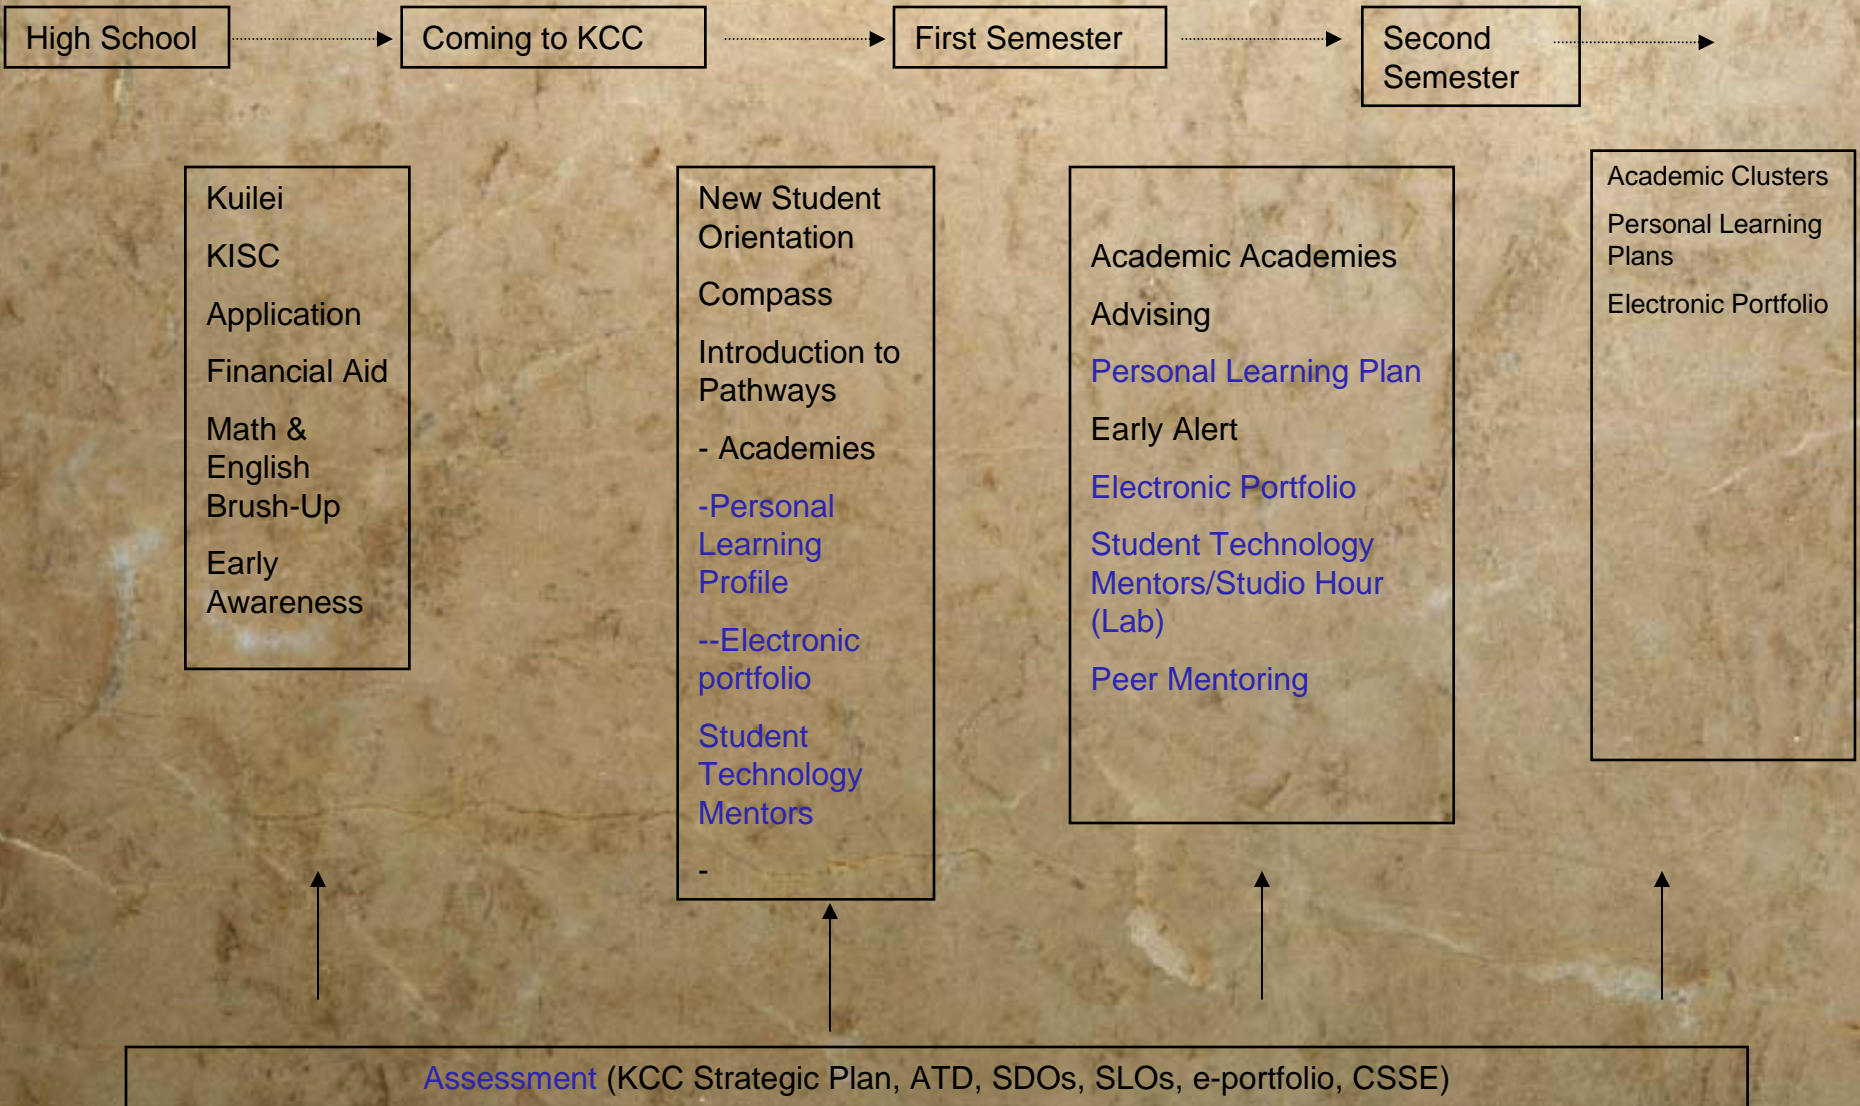 High School
Coming to KCC
First Semester
Second
Semester
Kuilei
KISC
Application
Financial Aid
Math &
English
Brush-Up
Early
Awareness
New Student
Orientation
Compass
Introduction to
Pathways
- Academies
-Personal
Learning
Profile
--Electronic
portfolio
Student
Technology
Mentors
-
Academic Academies
Advising
Personal Learning Plan
Early Alert
Electronic Portfolio
Student Technology
Mentors/Studio Hour
(Lab)
Peer Mentoring
Academic Clusters
Personal Learning
Plans
Electronic Portfolio
Assessment (KCC Strategic Plan, ATD, SDOs, SLOs, e-portfolio, CSSE)